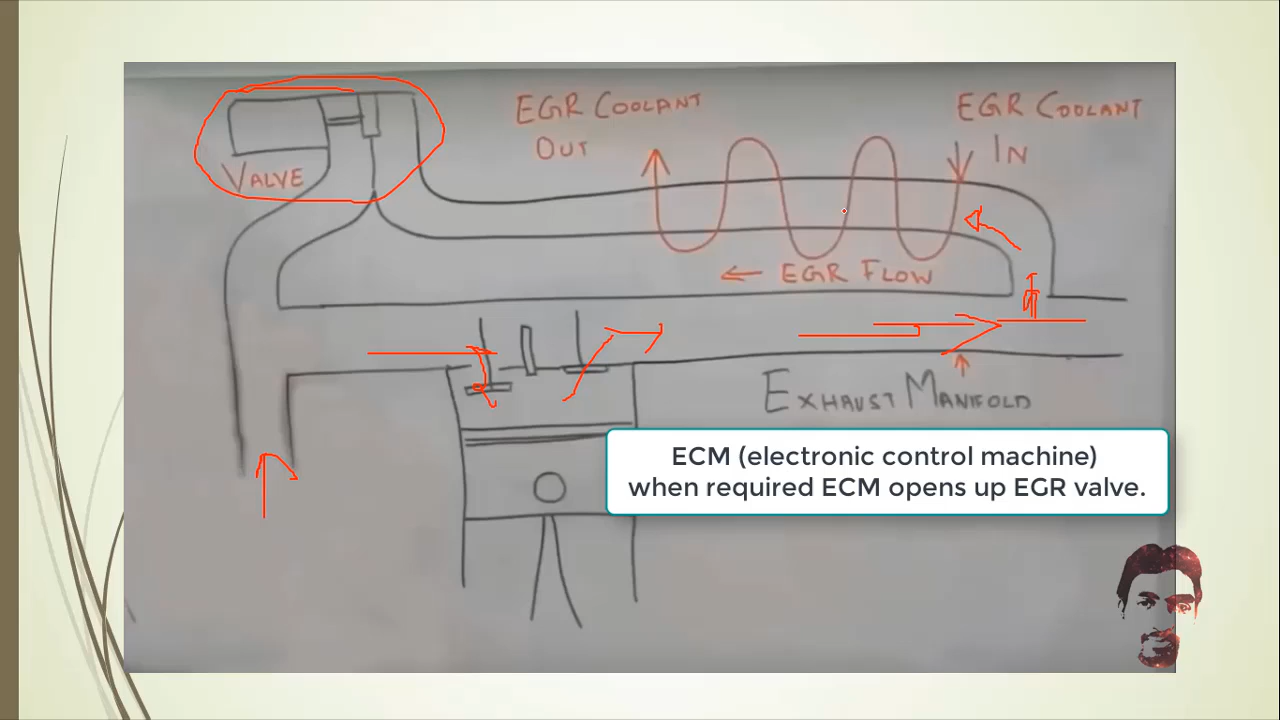 EGR COOLANT
OUT
EGR COOLANT
IN
VALVE
EGR FLOW
EXHAUST MANIFOLD
ECM (electronic control machine)
when required ECM opens up EGR valve.